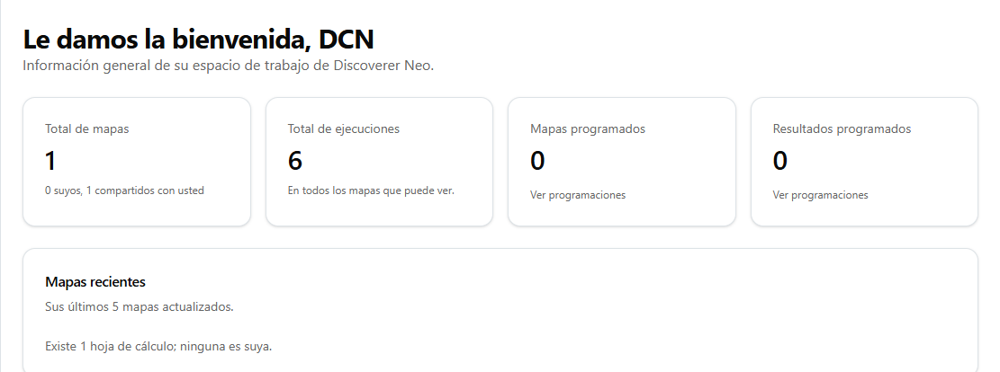 Le damos la bienvenida, DCN
Información general de su espacio de trabajo de Discoverer Neo.
Total de mapas
1
0 suyos, 1 compartidos con usted
Total de ejecuciones
6
En todos los mapas que puede ver.
Mapas programados
0
Ver programaciones
Resultados programados
0
Ver programaciones
Mapas recientes
Sus últimos 5 mapas actualizados.
Existe 1 hoja de cálculo; ninguna es suya.